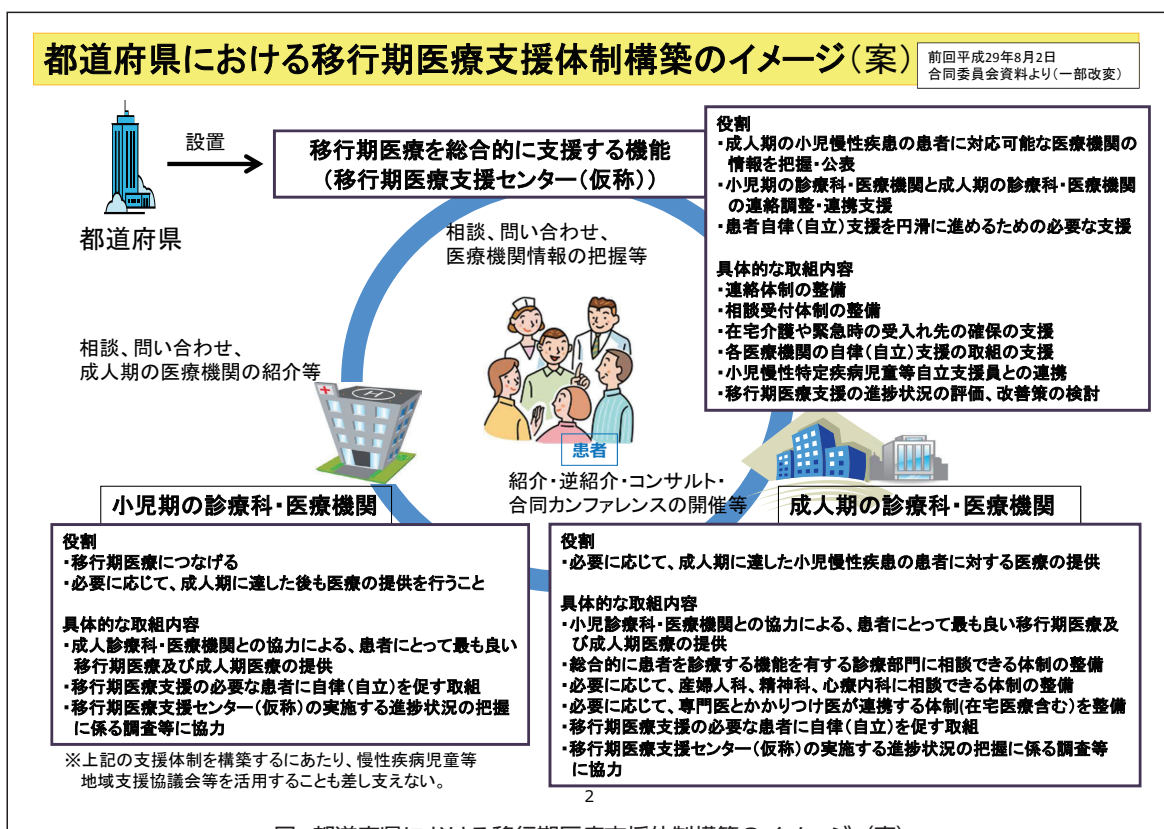 都道府県における移行期医療支援体制構築のイメージ(案)
前回平成29年8月2日
合同委員会資料より(一部改変)
都道府県
設置
移行期医療を総合的に支援する機能
(移行期医療支援センター(仮称))
役割
・成人期の小児慢性疾患の患者に対応可能な医療機関の
情報を把握・公表
・小児期の診療科・医療機関と成人期の診療科・医療機関
の連絡調整・連携支援
・患者自律(自立)支援を円滑に進めるための必要な支援
具体的な取組内容
・連絡体制の整備
・相談受付体制の整備
・在宅介護や緊急時の受入れ先の確保の支援
・各医療機関の自律(自立)支援の取組の支援
・小児慢性特定疾病児童等自立支援員との連携
・移行期医療支援の進捗状況の評価、改善策の検討
相談、問い合わせ、
医療機関情報の把握等
相談、問い合わせ、
成人期の医療機関の紹介等
患者
紹介・逆紹介・コンサルト・
合同カンファレンスの開催等
小児期の診療科・医療機関
役割
・移行期医療につなげる
・必要に応じて、成人期に達した後も医療の提供を行うこと
具体的な取組内容
・成人診療科・医療機関との協力による、患者にとって最も良い
移行期医療及び成人期医療の提供
・移行期医療支援の必要な患者に自律(自立)を促す取組
・移行期医療支援センター(仮称)の実施する進捗状況の把握
に係る調査等に協力
※上記の支援体制を構築するにあたり、慢性疾病児童等
地域支援協議会等を活用することも差し支えない。
成人期の診療科・医療機関
役割
・必要に応じて、成人期に達した小児慢性疾患の患者に対する医療の提供
具体的な取組内容
・小児診療科・医療機関との協力による、患者にとって最も良い移行期医療及
び成人期医療の提供
・総合的に患者を診療する機能を有する診療部門に相談できる体制の整備
・必要に応じて、産婦人科、精神科、心療内科に相談できる体制の整備
・必要に応じて、専門医とかかりつけ医が連携する体制(在宅医療含む)を整備
・移行期医療支援の必要な患者に自律(自立)を促す取組
・移行期医療支援センター(仮称)の実施する進捗状況の把握に係る調査等
に協力
2